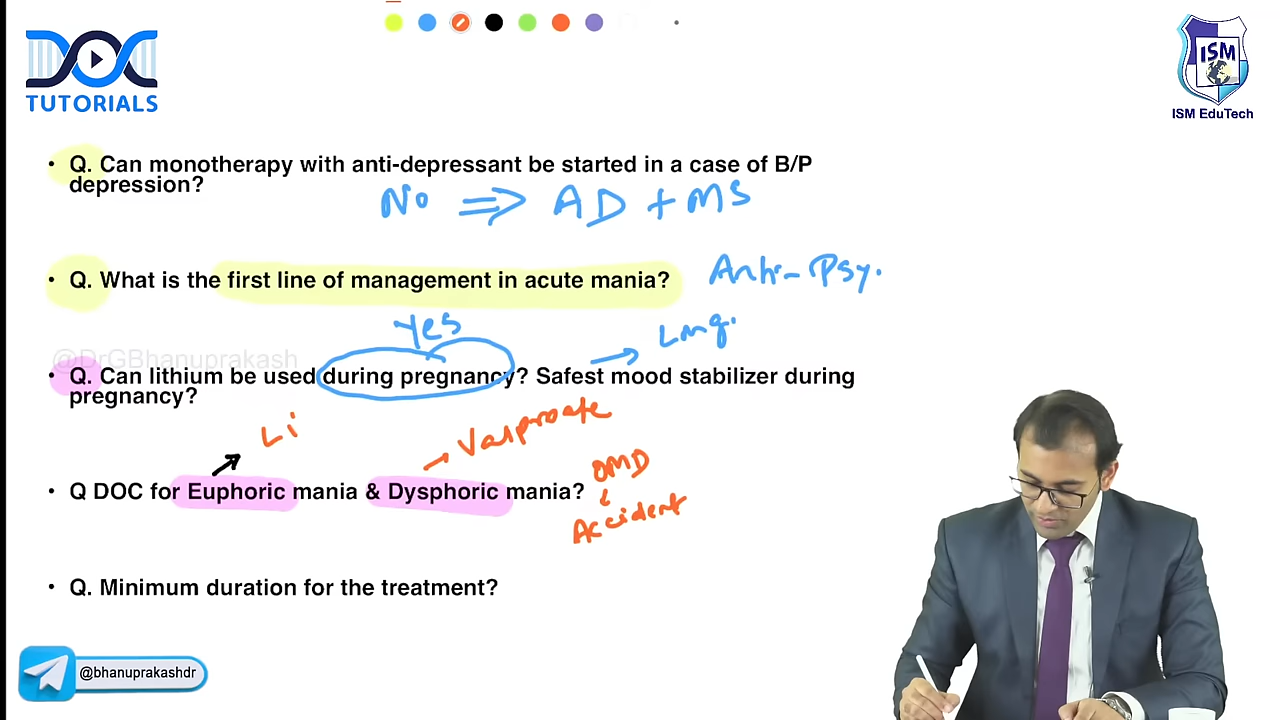 DOC
TUTORIALS
ISM
ISM EduTech
• Q. Can monotherapy with anti-depressant be started in a case of B/P
depression?
No ⇒ AD + MS
• Q. What is the first line of management in acute mania? Anti-Psy.
Yes
→ Lmg.
@DrGBhanuprakash
• Q. Can lithium be used during pregnancy? Safest mood stabilizer during
pregnancy?
Li
→ Valproate
OMD
• Q DOC for Euphoric mania & Dysphoric mania?
Accident
• Q. Minimum duration for the treatment?
@bhanuprakashdr